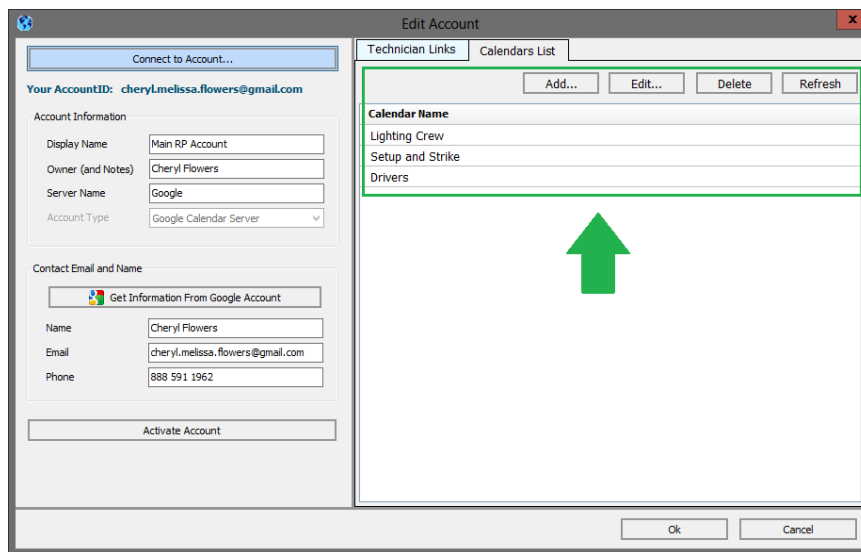 Edit Account
x
Connect to Account...
Your AccountID: cheryl.melissa.flowers@gmail.com
Account Information
Display Name Main RP Account
Owner (and Notes) Cheryl Flowers
Server Name Google
Account Type Google Calendar Server
Contact Email and Name
Get Information From Google Account
Name Cheryl Flowers
Email cheryl.melissa.flowers@gmail.com
Phone 888 591 1962
Activate Account
Technician Links Calendars List
Add... Edit... Delete Refresh
Calendar Name
Lighting Crew
Setup and Strike
Drivers
Ok Cancel